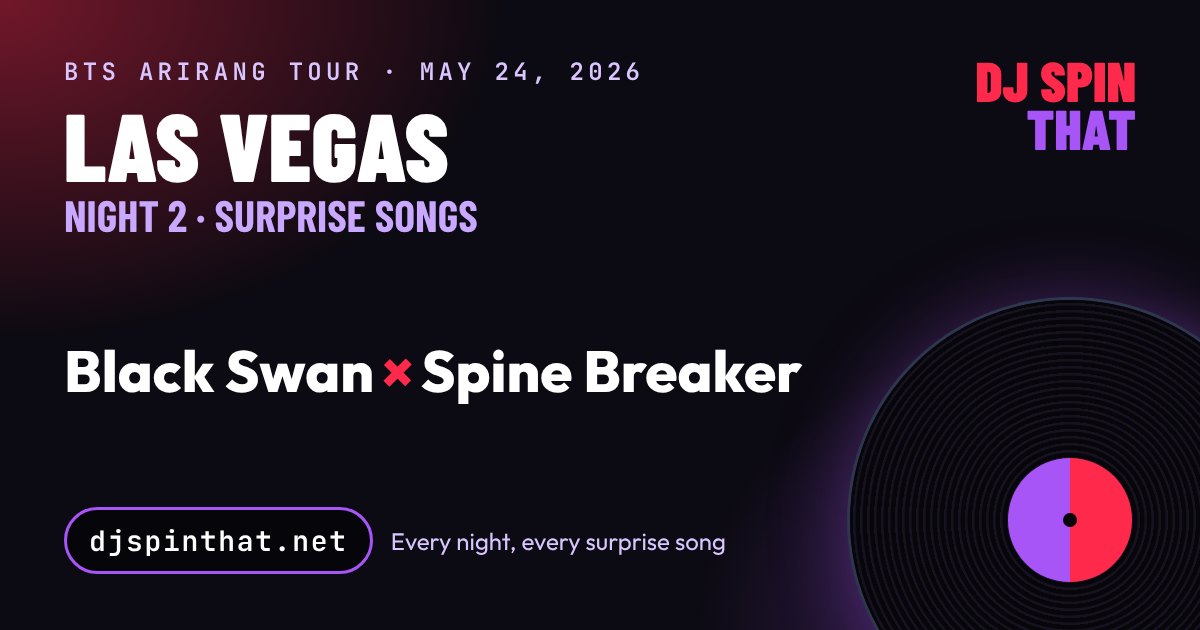 BTS ARIRANG TOUR · MAY 24, 2026
LAS VEGAS
NIGHT 2 · SURPRISE SONGS
DJ SPIN
THAT
Black Swan × Spine Breaker
djspinthat.net
Every night, every surprise song